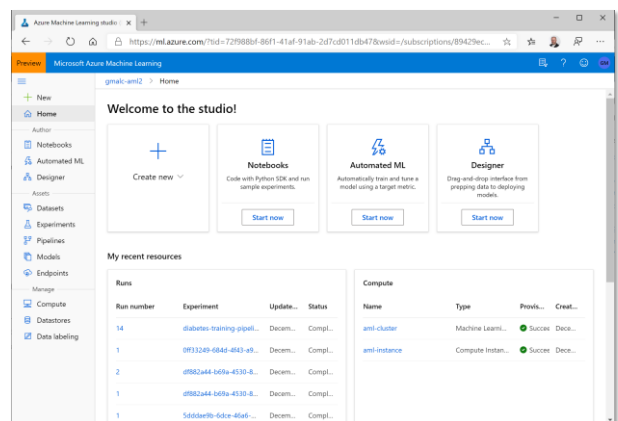 Azure Machine Learning studio
https://ml.azure.com/?tid=72f988bf-86f1-41af-91ab-2d7cd011db47&wsid=/subscriptions/89429ec...
Preview Microsoft Azure Machine Learning
gmalc-aml2 > Home
New
Home
Author
Notebooks
Automated ML
Designer
Assets
Datasets
Experiments
Pipelines
Models
Endpoints
Manage
Compute
Datastores
Data labeling
Welcome to the studio!
Create new
Notebooks
Code with Python SDK and run
sample experiments.
Start now
Automated ML
Automatically train and tune a
model using a target metric.
Start now
Designer
Drag-and-drop interface from
prepping data to deploying
models.
Start now
My recent resources
Runs
Run number Experiment Update... Status
14 diabetes-training-pipeli... Decem... Compl...
1 0ff33249-684d-4f43-a9... Decem... Compl...
2 df882a44-b69a-4530-8... Decem... Compl...
1 df882a44-b69a-4530-8... Decem... Compl...
1 5dddae9b-6dce-46a6-... Decem... Compl...
Compute
Name Type Provis... Creat...
aml-cluster Machine Learni... Succee Dece...
aml-instance Compute Instan... Succee Dece...